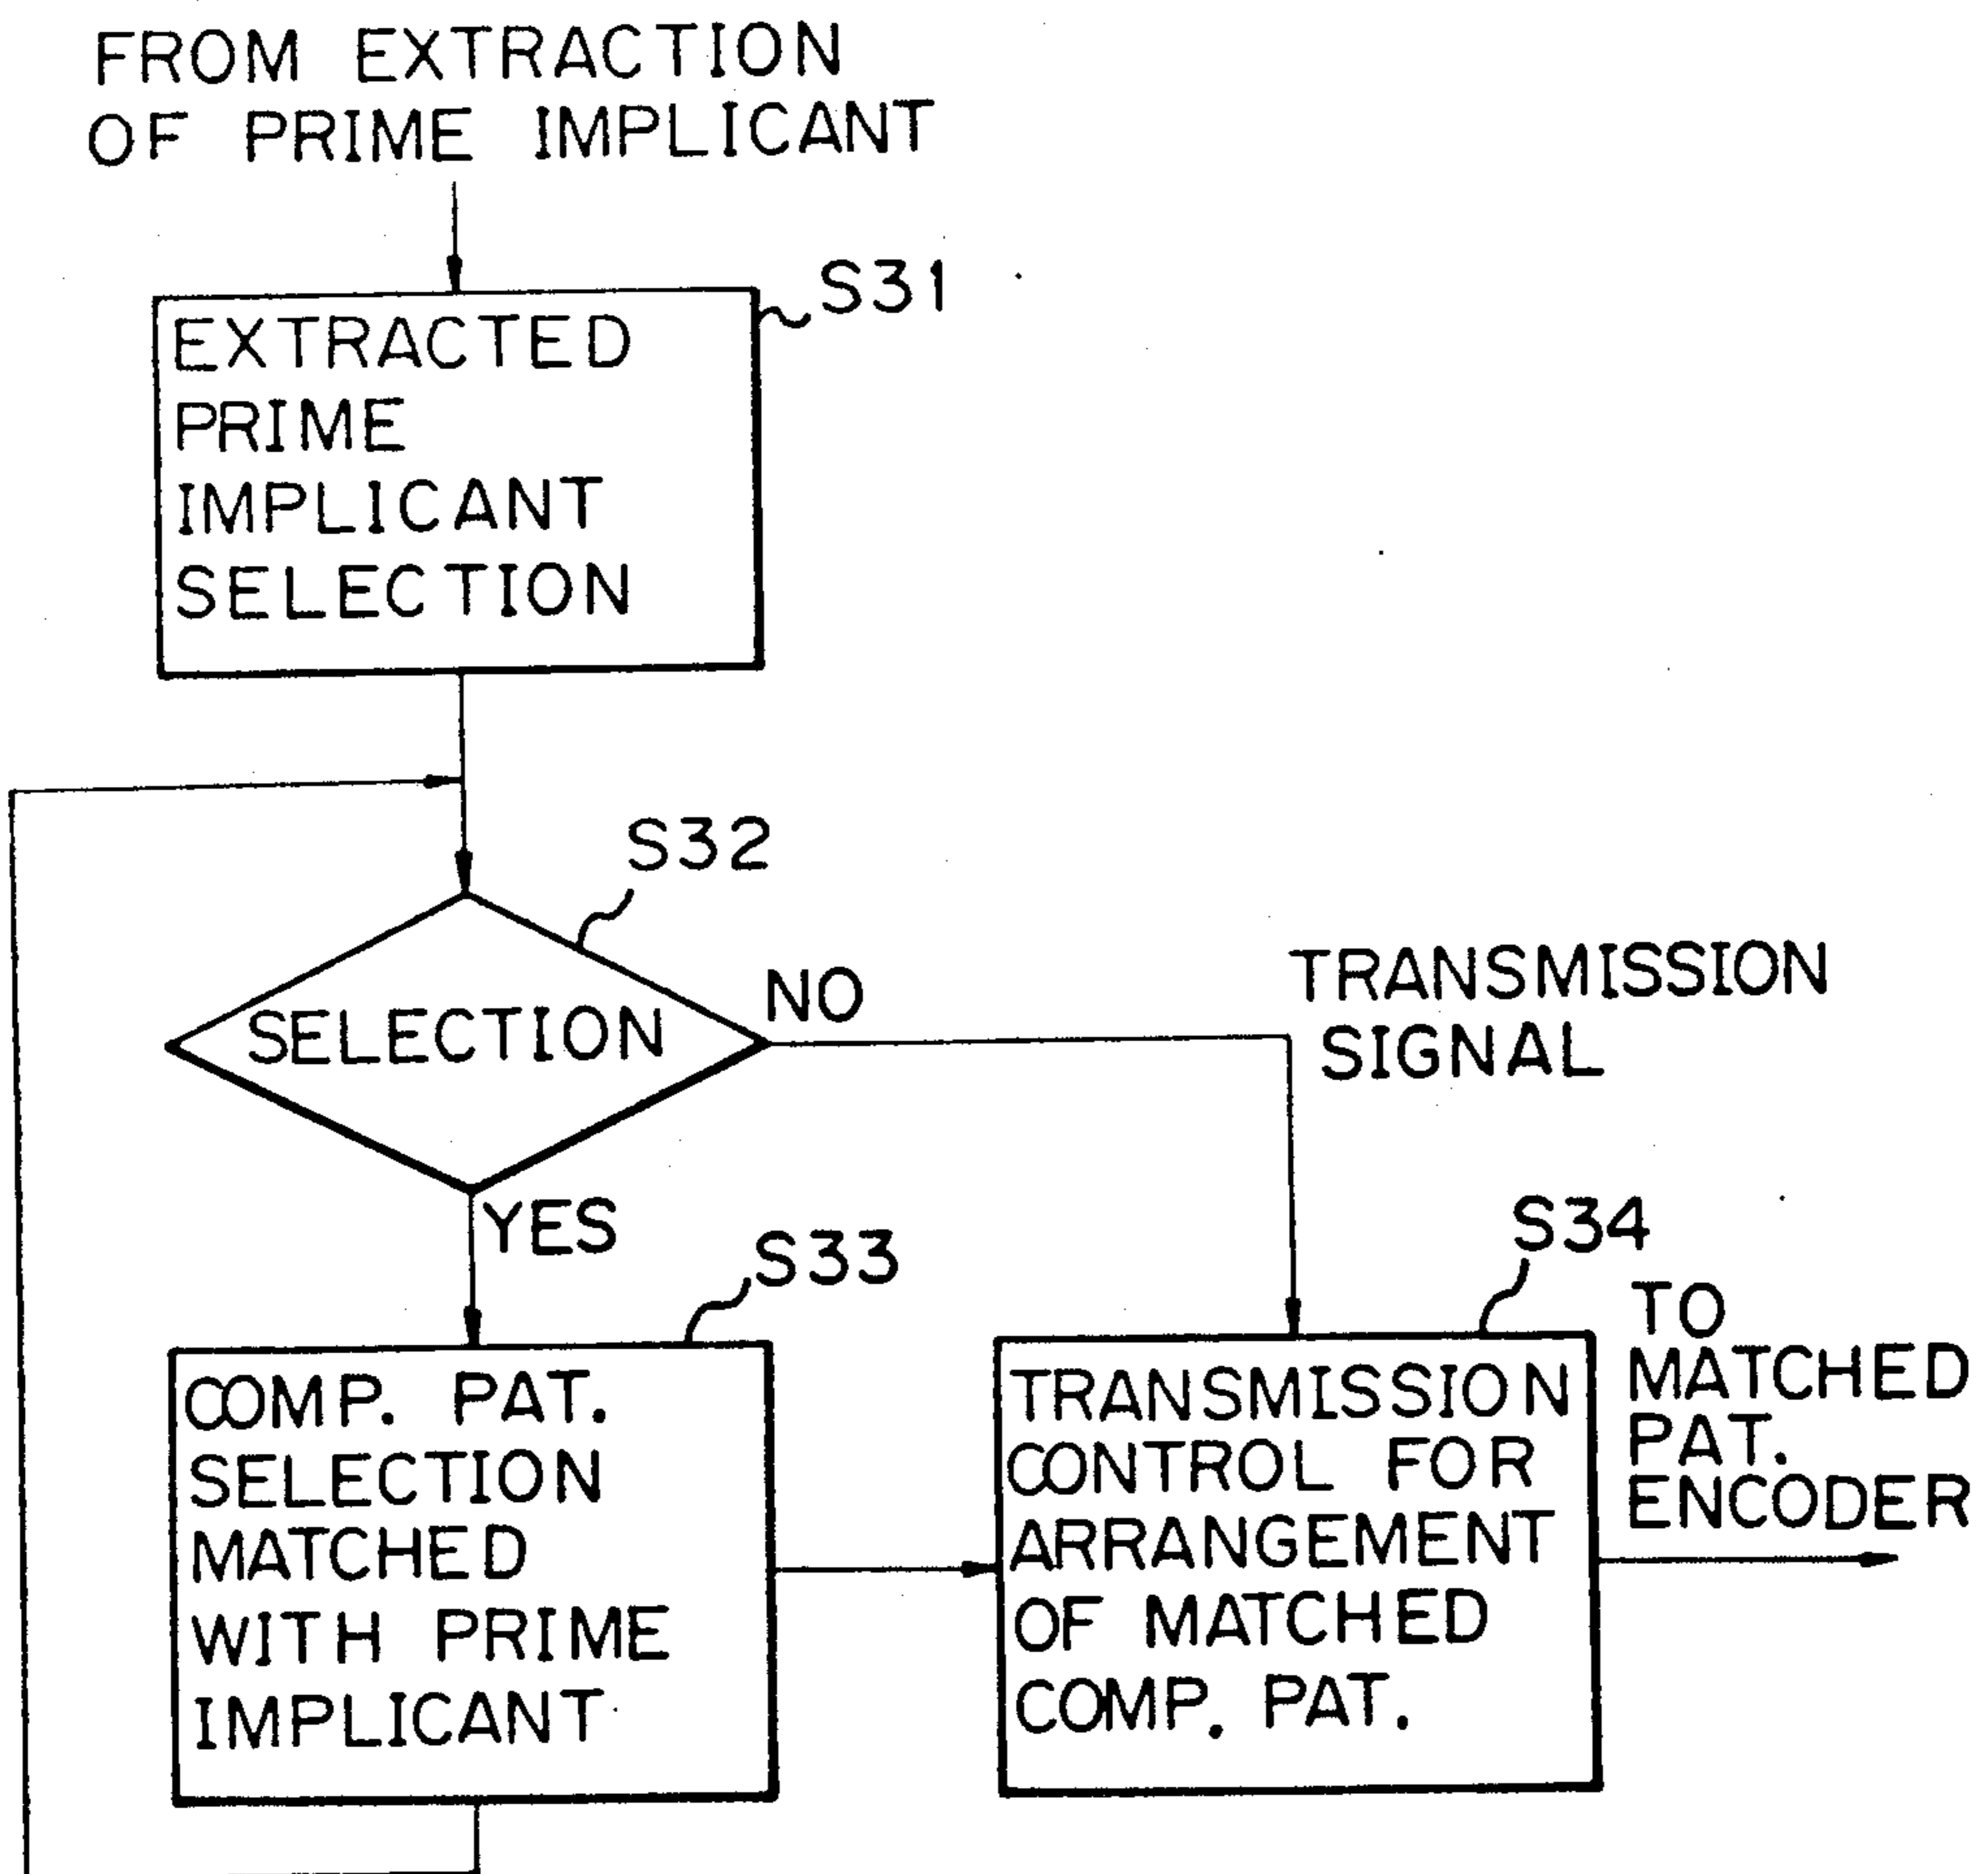 FROM EXTRACTION
OF PRIME IMPLICANT
S31
EXTRACTED
PRIME
IMPLICANT
SELECTION
S32
SELECTION
NO
TRANSMISSION
SIGNAL
YES
S33
COMP. PAT.
SELECTION
MATCHED
WITH PRIME
IMPLICANT
S34
TRANSMISSION
CONTROL FOR
ARRANGEMENT
OF MATCHED
COMP. PAT.
TO
MATCHED
PAT.
ENCODER